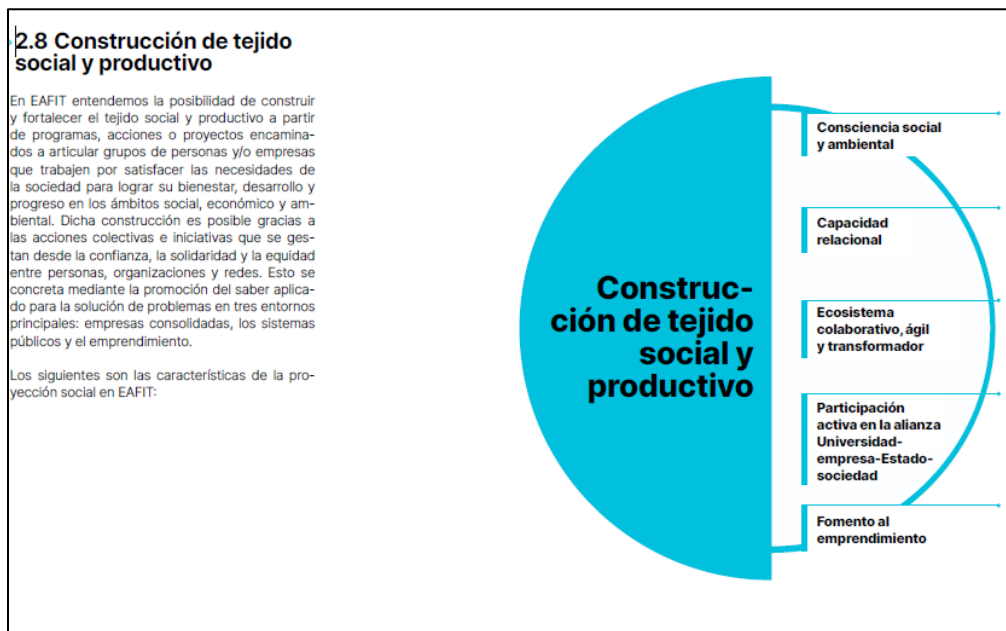 2.8 Construcción de tejido
social y productivo
En EAFIT entendemos la posibilidad de construir
y fortalecer el tejido social y productivo a partir
de programas, acciones o proyectos encamina-
dos a articular grupos de personas y/o empresas
que trabajen por satisfacer las necesidades de
la sociedad para lograr su bienestar, desarrollo y
progreso en los ámbitos social, económico y am-
biental. Dicha construcción es posible gracias a
las acciones colectivas e iniciativas que se ges-
tan desde la confianza, la solidaridad y la equidad
entre personas, organizaciones y redes. Esto se
concreta mediante la promoción del saber aplica-
do para la solución de problemas en tres entornos
principales: empresas consolidadas, los sistemas
públicos y el emprendimiento.
Los siguientes son las características de la pro-
yección social en EAFIT:
Construc-
ción de tejido
social y
productivo
Consciencia social
y ambiental
Capacidad
relacional
Ecosistema
colaborativo, ágil
y transformador
Participación
activa en la alianza
Universidad-
empresa-Estado-
sociedad
Fomento al
emprendimiento